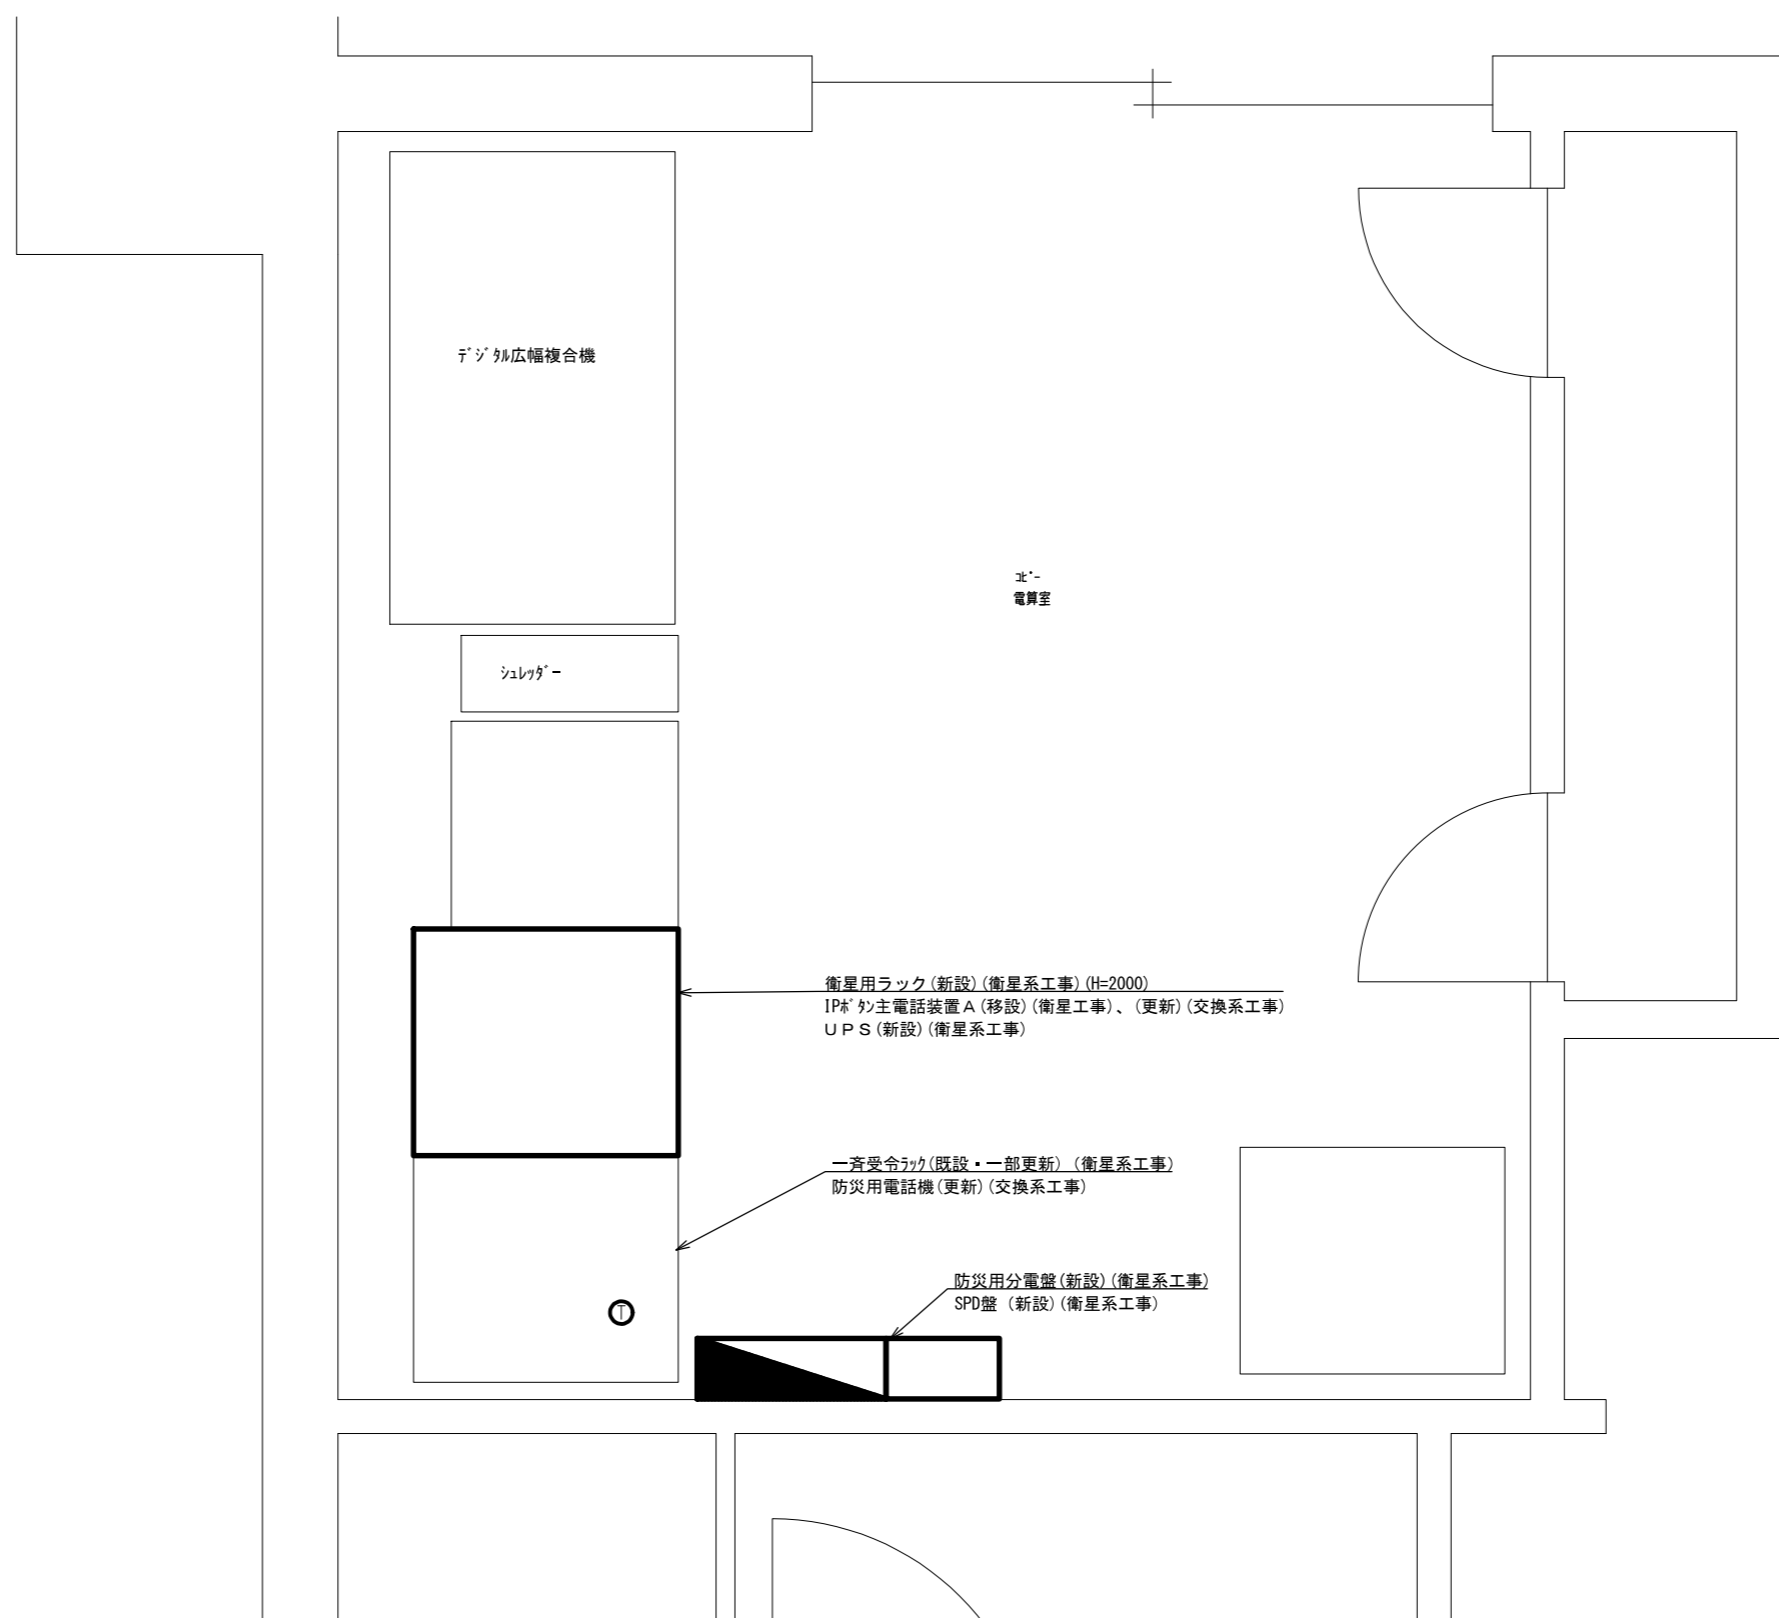 ﾃﾞｼﾞﾀﾙ広幅複合機
ｺﾋﾟｰ
電算室
ｼｭﾚｯﾀﾞｰ
衛星用ラック(新設)(衛星系工事)(H=2000)
IPﾎﾞﾀﾝ主電話装置Ａ(移設)(衛星工事)、(更新)(交換系工事)
ＵＰＳ(新設)(衛星系工事)
一斉受令ﾗｯｸ(既設・一部更新) (衛星系工事)
防災用電話機(更新)(交換系工事)
防災用分電盤(新設)(衛星系工事)
SPD盤 (新設)(衛星系工事)
T